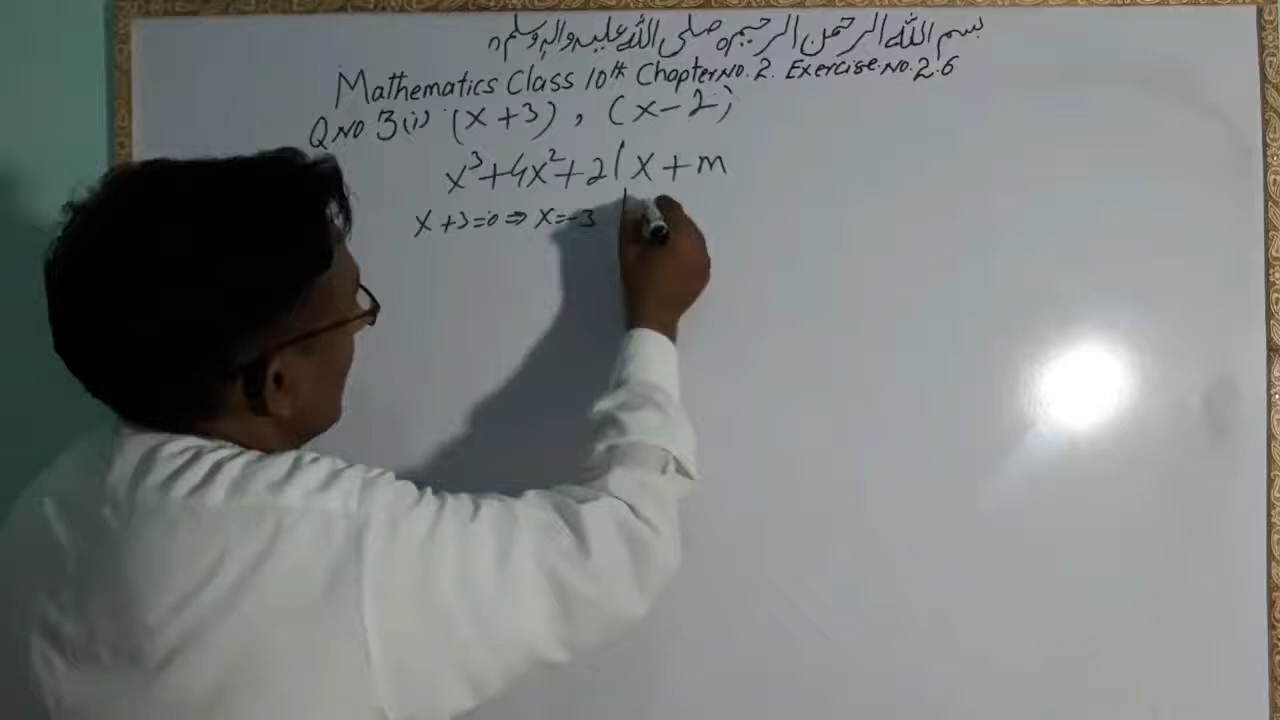 بسم اللہ الرحمن الرحیم صلی اللہ علیہ والہ وسلم
Mathematics Class 10th Chapter No. 2. Exercise. No. 2.6
Q No. 3(i) (x+3), (x-2)
x³+4x²+2lx+m
x+3=0⇒x=-3